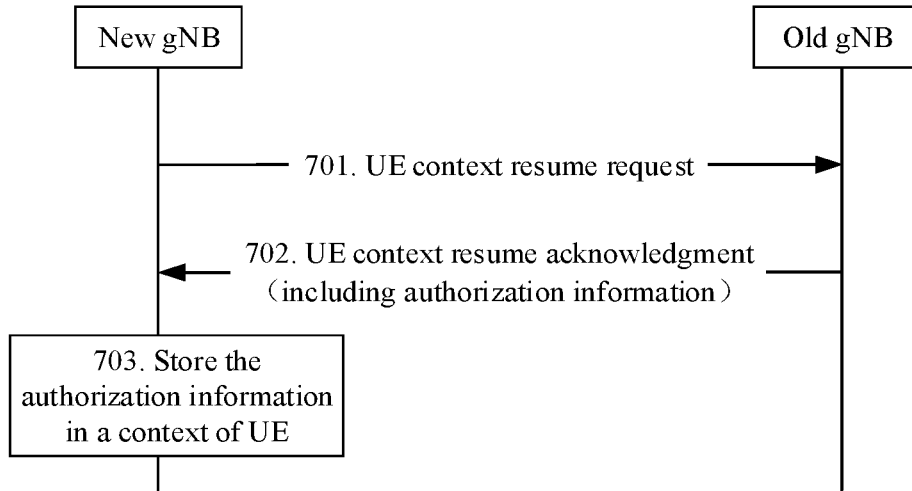 New gNB
Old gNB
701. UE context resume request
702. UE context resume acknowledgment
（including authorization information）
703. Store the
authorization information
in a context of UE